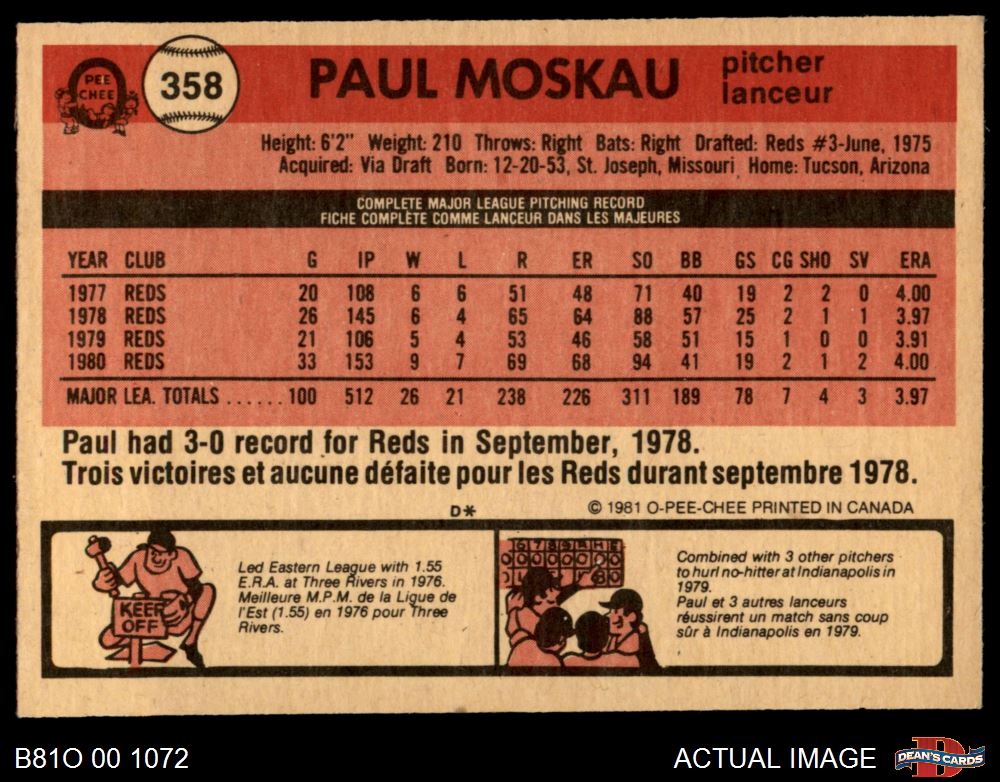 PEE
CHEE
358
PAUL MOSKAU
pitcher
lanceur
Height: 6'2" Weight: 210 Throws: Right Bats: Right Drafted: Reds #3-June, 1975
Acquired: Via Draft Born: 12-20-53, St. Joseph, Missouri Home: Tucson, Arizona
COMPLETE MAJOR LEAGUE PITCHING RECORD
FICHE COMPLÈTE COMME LANCEUR DANS LES MAJEURES
YEAR CLUB G IP W L R ER SO BB GS CG SHO SV ERA
1977 REDS 20 108 6 6 51 48 71 40 19 2 2 0 4.00
1978 REDS 26 145 6 4 65 64 88 57 25 2 1 1 3.97
1979 REDS 21 106 5 4 53 46 58 51 15 1 0 0 3.91
1980 REDS 33 153 9 7 69 68 94 41 19 2 1 2 4.00
MAJOR LEA. TOTALS ...... 100 512 26 21 238 226 311 189 78 7 4 3 3.97
Paul had 3-0 record for Reds in September, 1978.
Trois victoires et aucune défaite pour les Reds durant septembre 1978.
D* © 1981 O-PEE-CHEE PRINTED IN CANADA
KEEP
OFF
Led Eastern League with 1.55
E.R.A. at Three Rivers in 1976.
Meilleure M.P.M. de la Ligue de
l'Est (1.55) en 1976 pour Three
Rivers.
Combined with 3 other pitchers
to hurl no-hitter at Indianapolis in
1979.
Paul et 3 autres lanceurs
réussirent un match sans coup
sûr à Indianapolis en 1979.
B81O 00 1072
ACTUAL IMAGE
DEAN'S CARDS